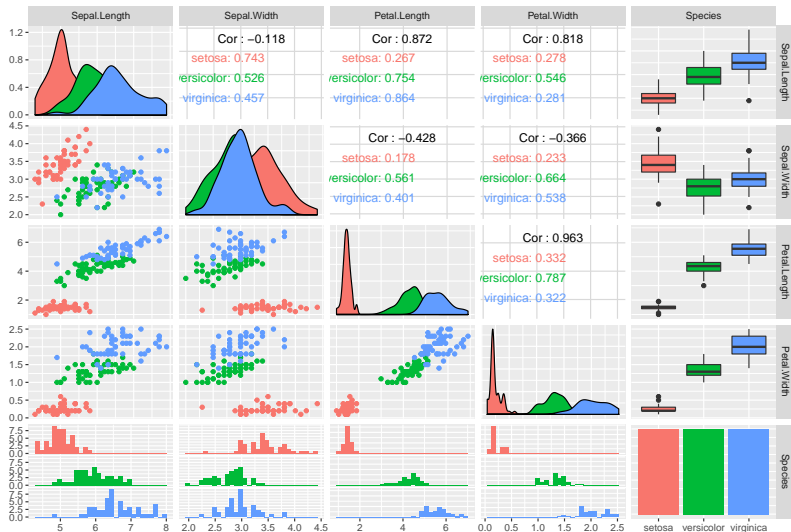 Sepal.Length Sepal.Width Petal.Length Petal.Width Species
1.2
0.8
0.4
0.0
Cor : −0.118
setosa: 0.743
versicolor: 0.526
virginica: 0.457
Cor : 0.872
setosa: 0.267
versicolor: 0.754
virginica: 0.864
Cor : 0.818
setosa: 0.278
versicolor: 0.546
virginica: 0.281
Sepal.Length
4.5
4.0
3.5
3.0
2.5
2.0
Cor : −0.428
setosa: 0.178
versicolor: 0.561
virginica: 0.401
Cor : −0.366
setosa: 0.233
versicolor: 0.664
virginica: 0.538
Sepal.Width
6
4
2
Cor : 0.963
setosa: 0.332
versicolor: 0.787
virginica: 0.322
Petal.Length
2.5
2.0
1.5
1.0
0.5
0.0
Petal.Width
7.5
5.0
2.5
0.0
7.5
5.0
2.5
0.0
7.5
5.0
2.5
0.0
Species
5 6 7 8 2.0 2.5 3.0 3.5 4.0 4.5 2 4 6 0.0 0.5 1.0 1.5 2.0 2.5 setosa versicolor virginica